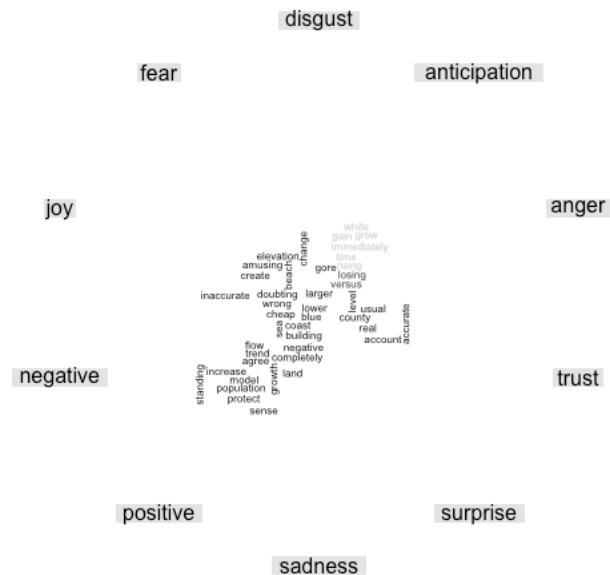 disgust
fear
anticipation
joy
anger
white
gain grow
immediately
time
rising
change
elevation
amusing
beach
gore
losing
create
versus
inaccurate
doubting
larger
level
wrong
lower
usual
cheap
blue
county
accurate
sea
coast
real
building
account
flow
negative
trend
completely
agree
standing
increase
growth
land
model
population
protect
sense
negative
trust
positive
surprise
sadness